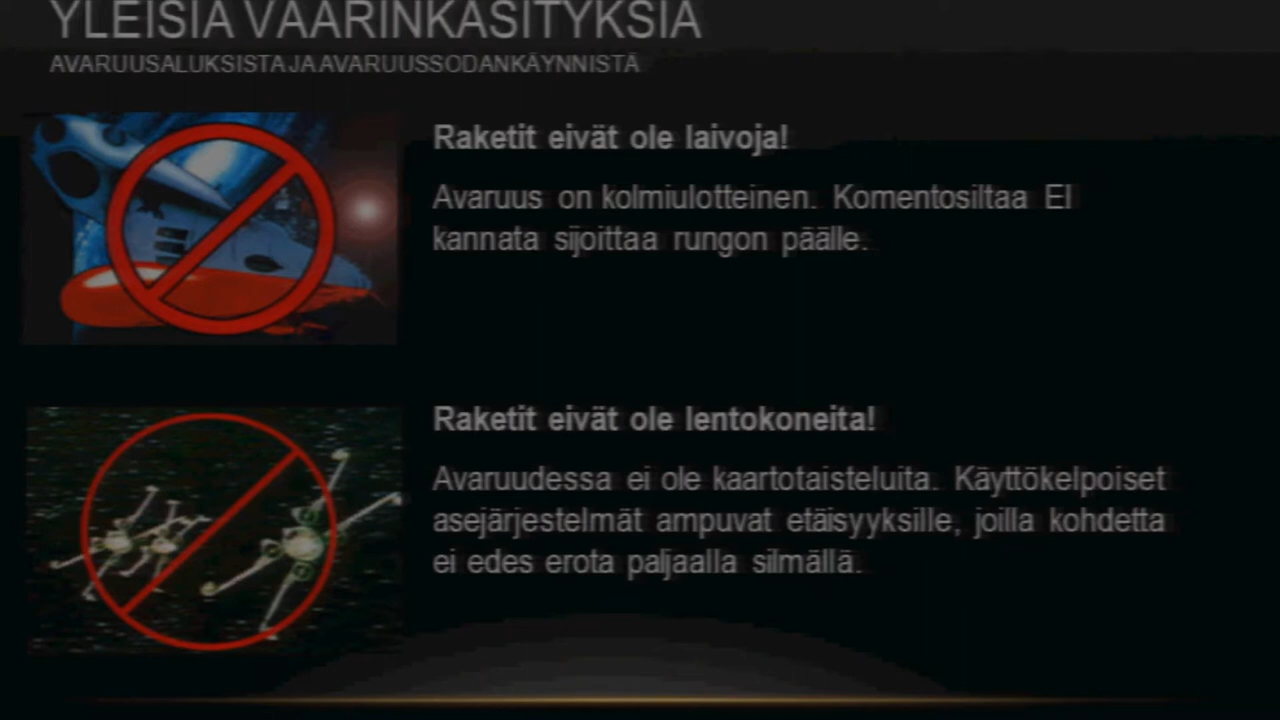 YLEISIÄ VÄÄRINKÄSITYKSIÄ
AVARUUSALUKSISTA JA AVARUUSSODANKÄYNNISTÄ
Raketit eivät ole laivoja!
Avaruus on kolmiulotteinen. Komentosiltaa EI
kannata sijoittaa rungon päälle.
Raketit eivät ole lentokoneita!
Avaruudessa ei ole kaartotaisteluita. Käyttökelpoiset
asejärjestelmät ampuvat etäisyyksille, joilla kohdetta
ei edes erota paljaalla silmällä.